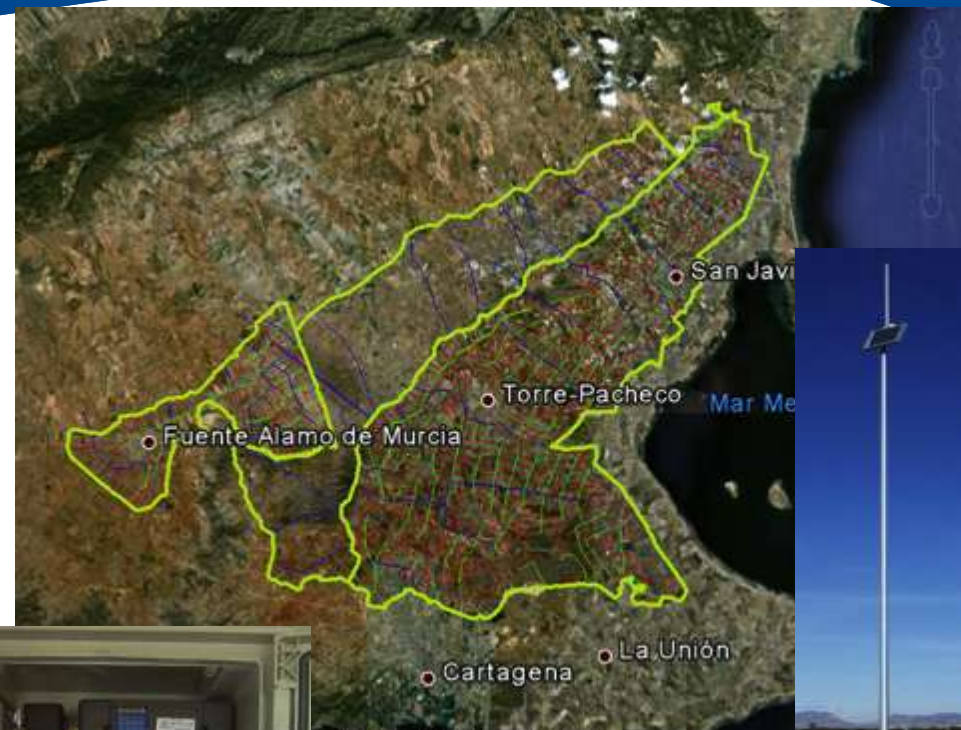 San Javi
Torre-Pacheco
Mar Me
Fuente Alamo de Murcia
La Unión
Cartagena